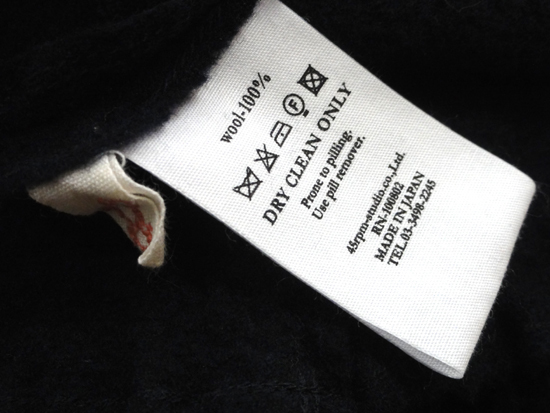 wool-100%
F
DRY CLEAN ONLY
Prone to pilling.
Use pill remover.
45rpm-studio.co.,Ltd.
RN-100002
MADE IN JAPAN
TEL.03-3498-2245